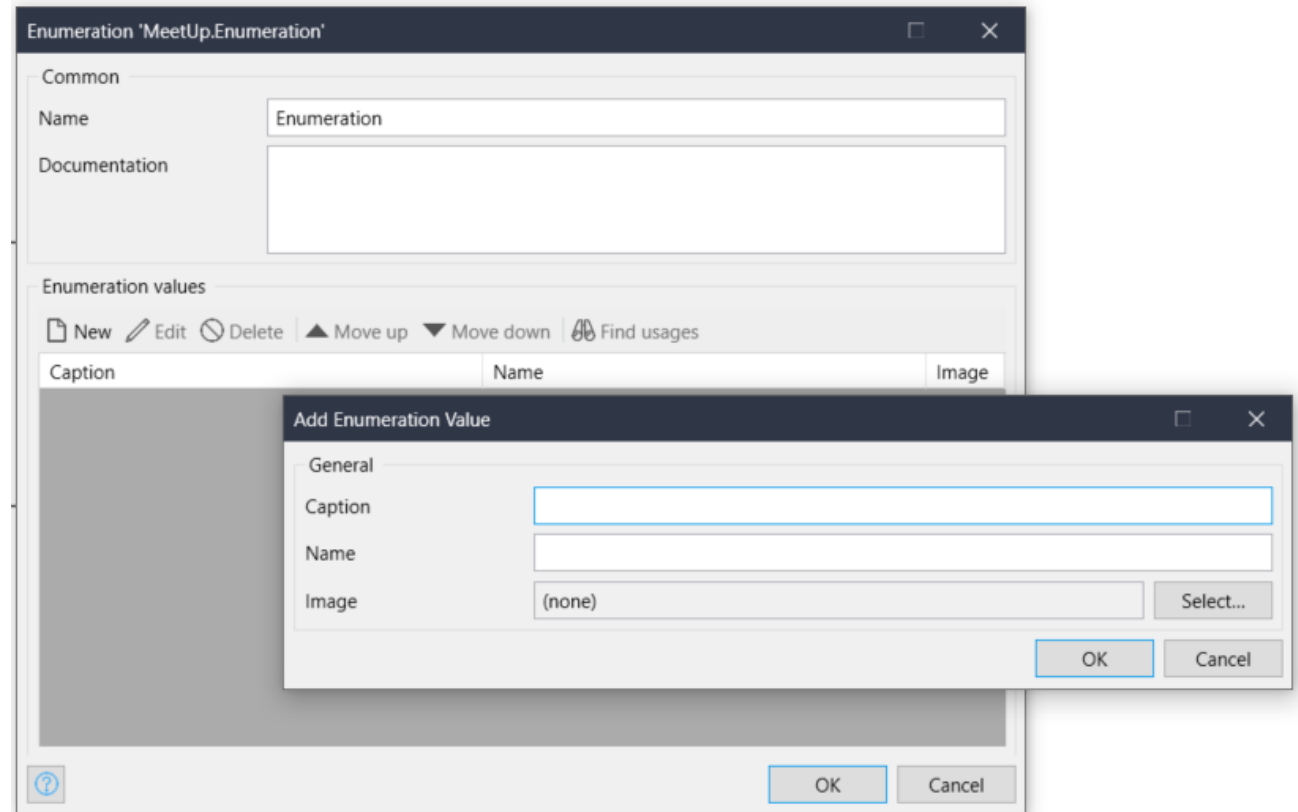 Enumeration 'MeetUp.Enumeration'
Common
Name Enumeration
Documentation
Enumeration values
New Edit Delete Move up Move down Find usages
Caption Name Image
Add Enumeration Value
General
Caption
Name
Image (none) Select...
OK Cancel
OK Cancel